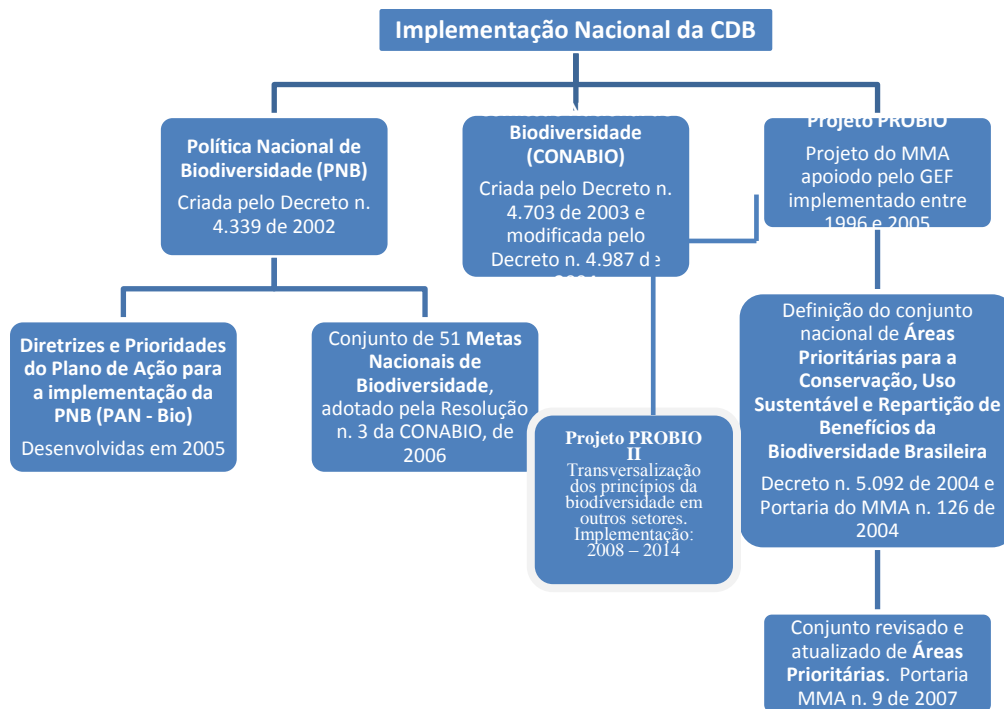 Implementação Nacional da CDB
Política Nacional de
Biodiversidade (PNB)
Criada pelo Decreto n.
4.339 de 2002
Biodiversidade
(CONABIO)
Criada pelo Decreto n.
4.703 de 2003 e
modificada pelo
Decreto n. 4.987 de
Projeto PROBIO
Projeto do MMA
apoiodo pelo GEF
implementado entre
1996 e 2005
Diretrizes e Prioridades
do Plano de Ação para
a implementação da
PNB (PAN - Bio)
Desenvolvidas em 2005
Conjunto de 51 Metas
Nacionais de
Biodiversidade,
adotado pela Resolução
n. 3 da CONABIO, de
2006
Projeto PROBIO
II
Transversalização
dos princípios da
biodiversidade em
outros setores.
Implementação:
2008 – 2014
Definição do conjunto
nacional de Áreas
Prioritárias para a
Conservação, Uso
Sustentável e Repartição de
Benefícios da
Biodiversidade Brasileira
Decreto n. 5.092 de 2004 e
Portaria do MMA n. 126 de
2004
Conjunto revisado e
atualizado de Áreas
Prioritárias. Portaria
MMA n. 9 de 2007